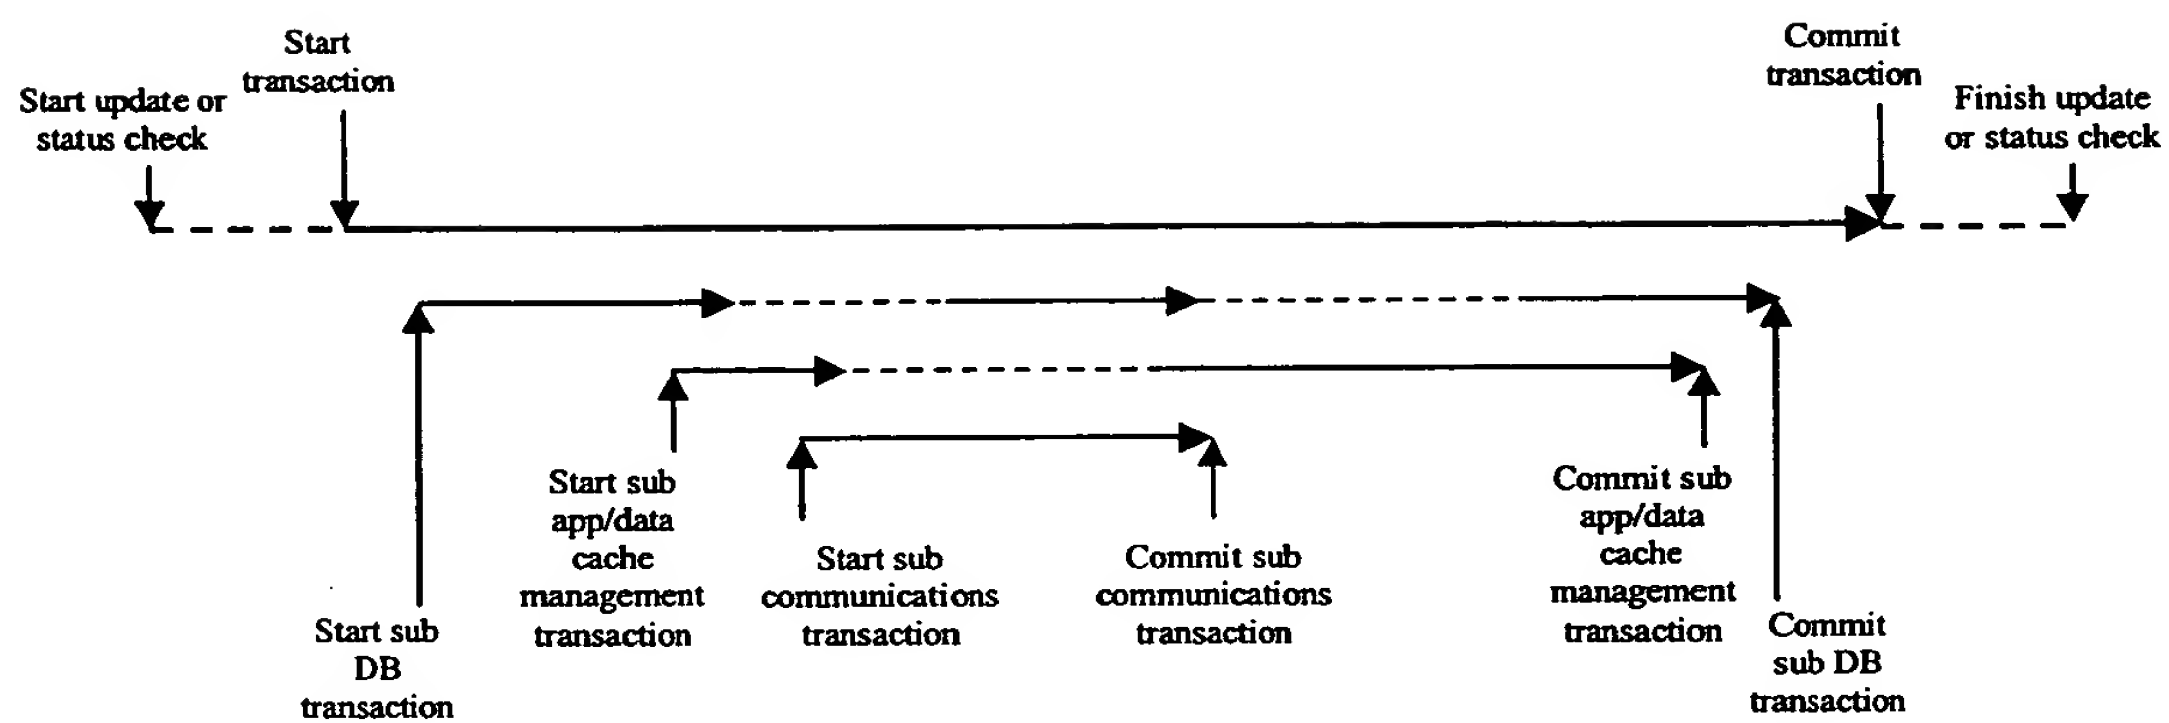 Start
transaction
Commit
transaction
Start update or
status check
Finish update
or status check
Start sub
app/data
cache
management
transaction
Commit sub
app/data
cache
management
transaction
Start sub
communications
transaction
Commit sub
communications
transaction
Start sub
DB
transaction
Commit
sub DB
transaction